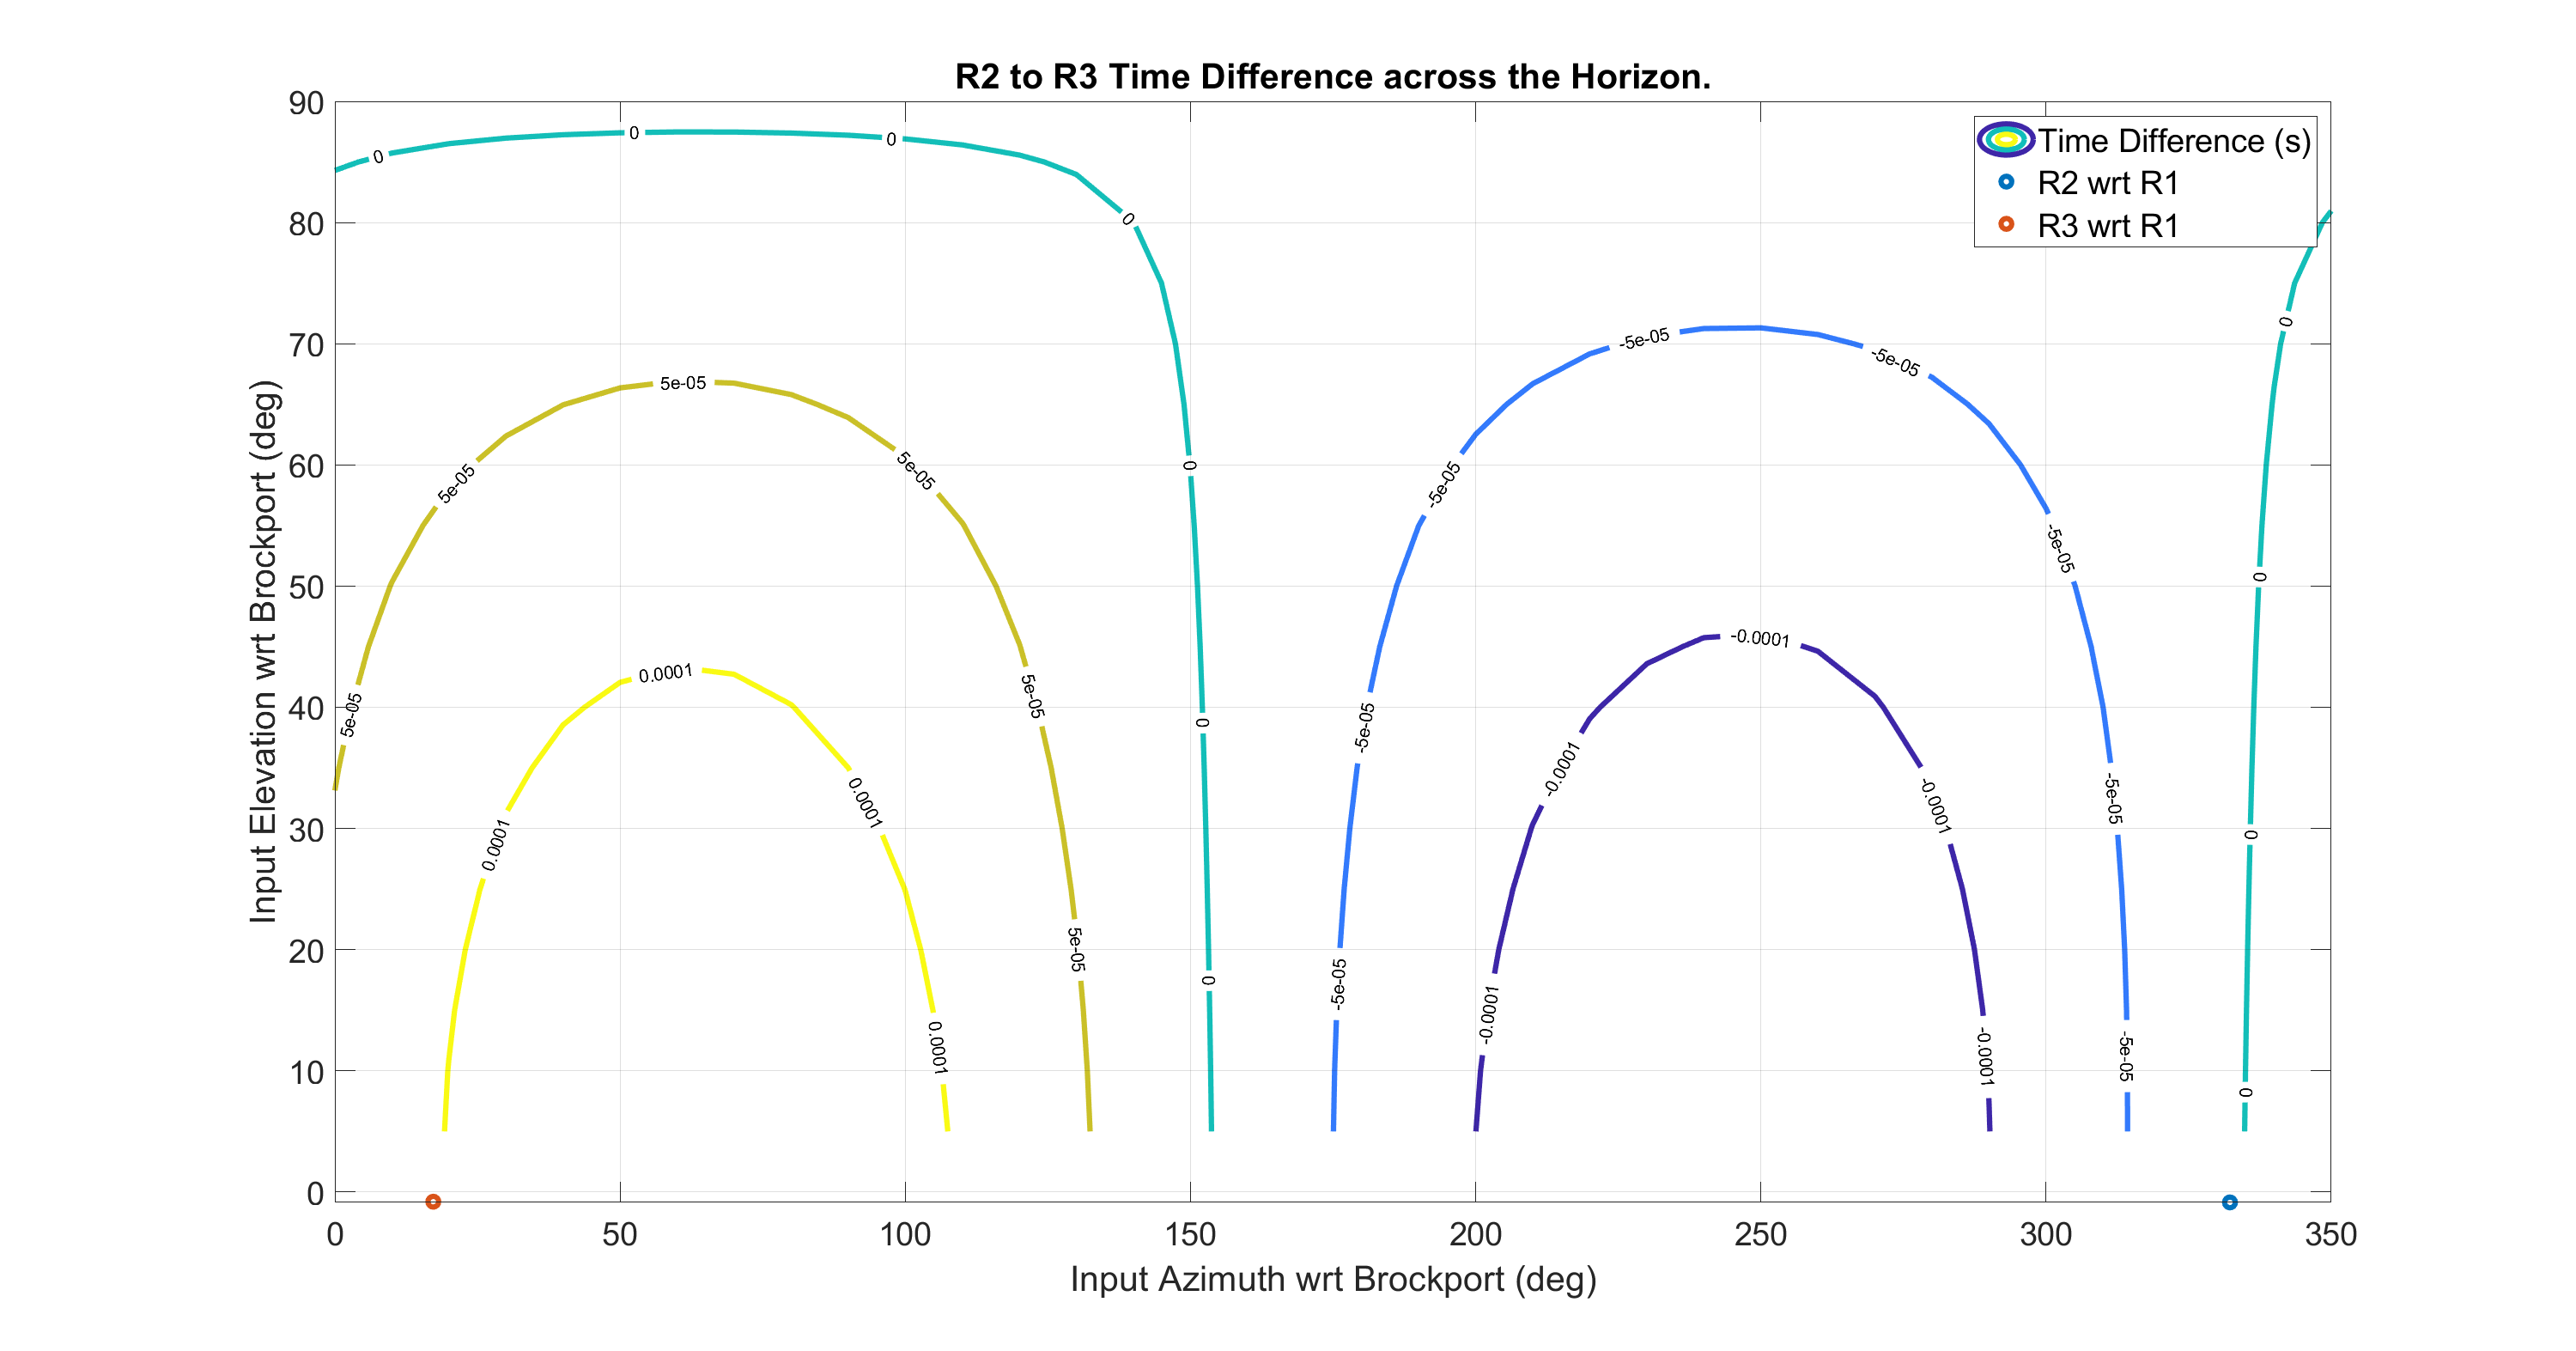 R2 to R3 Time Difference across the Horizon.
Time Difference (s)
R2 wrt R1
R3 wrt R1
Input Elevation wrt Brockport (deg)
90
80
70
60
50
40
30
20
10
0
0 0 0 0 0 0 0 0
5e-05 5e-05 5e-05 5e-05 5e-05 5e-05
0.0001 0.0001 0.0001 0.0001
-5e-05 -5e-05 -5e-05 -5e-05 -5e-05 -5e-05 -5e-05 -5e-05
-0.0001 -0.0001 -0.0001 -0.0001 -0.0001
0 0 0 0
0 50 100 150 200 250 300 350
Input Azimuth wrt Brockport (deg)